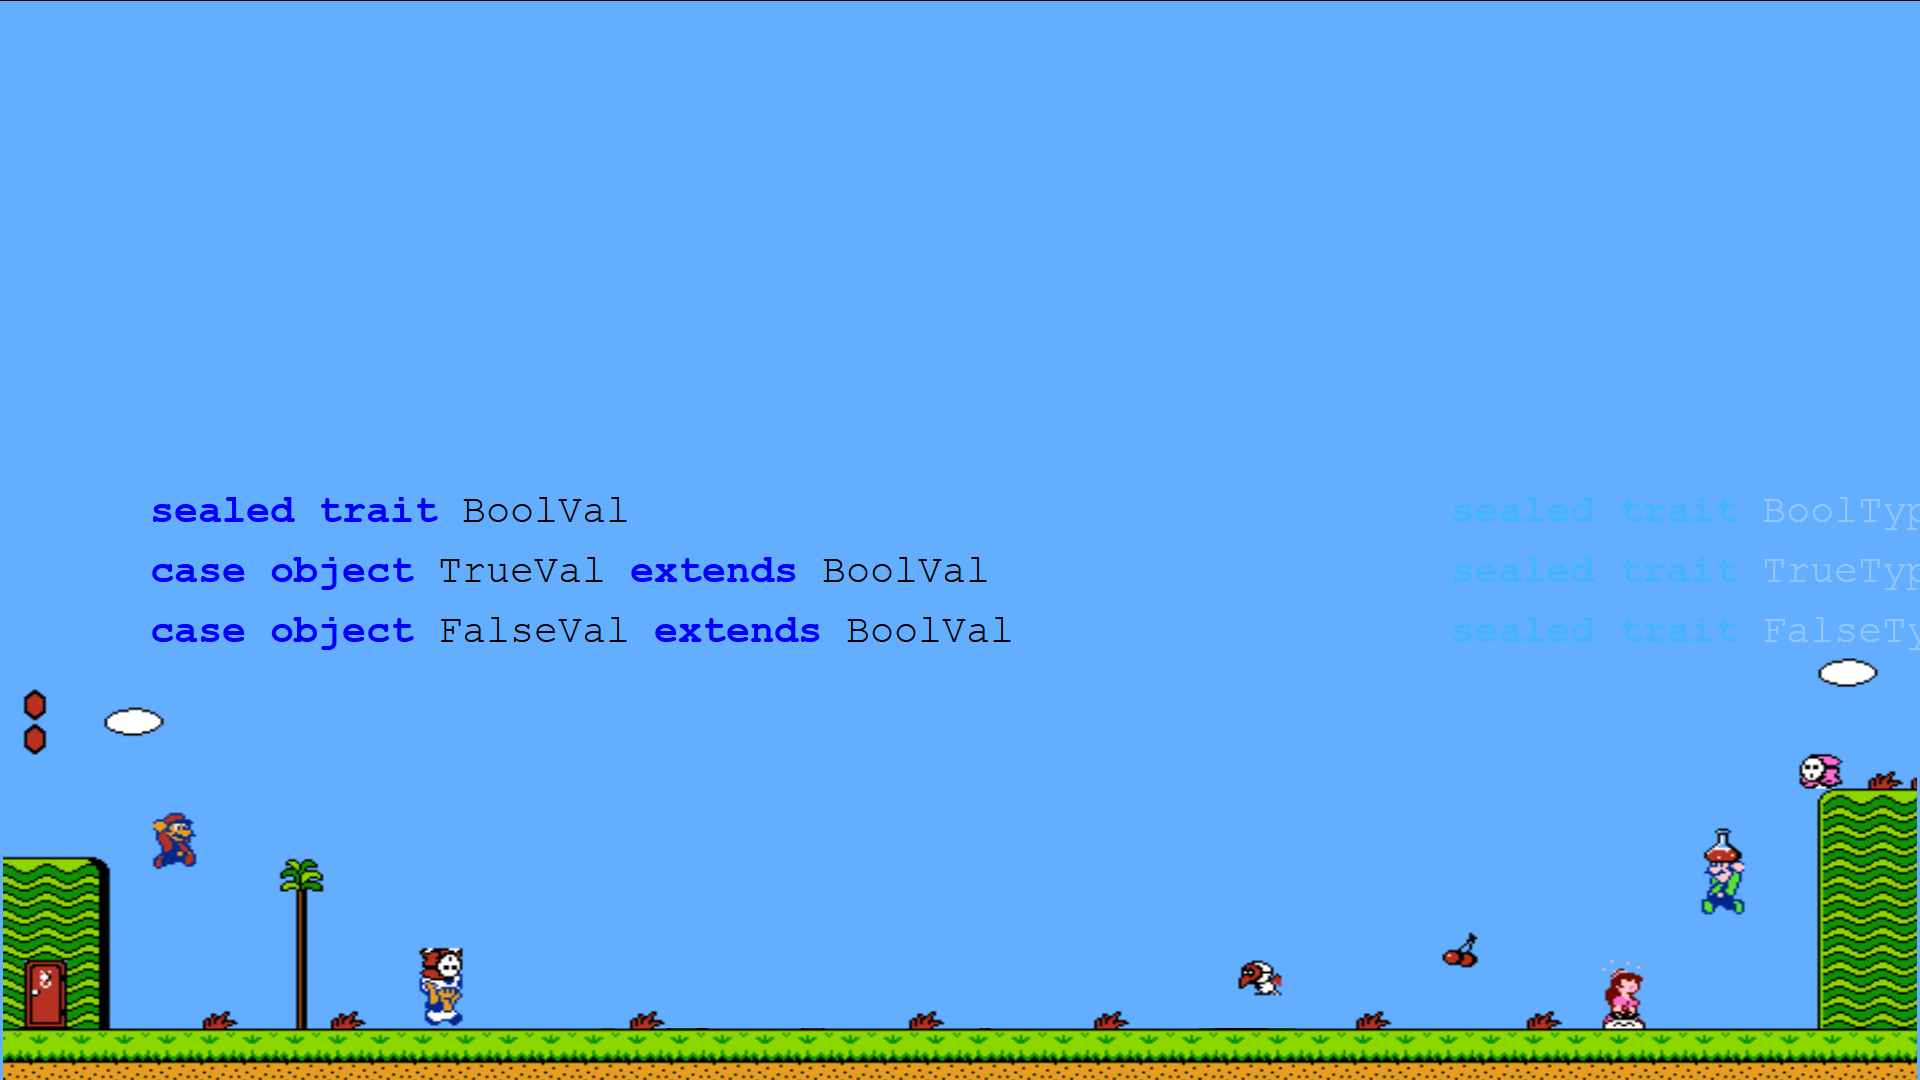 sealed trait BoolVal
case object TrueVal extends BoolVal
case object FalseVal extends BoolVal
sealed trait BoolTyp
sealed trait TrueTyp
sealed trait FalseTy